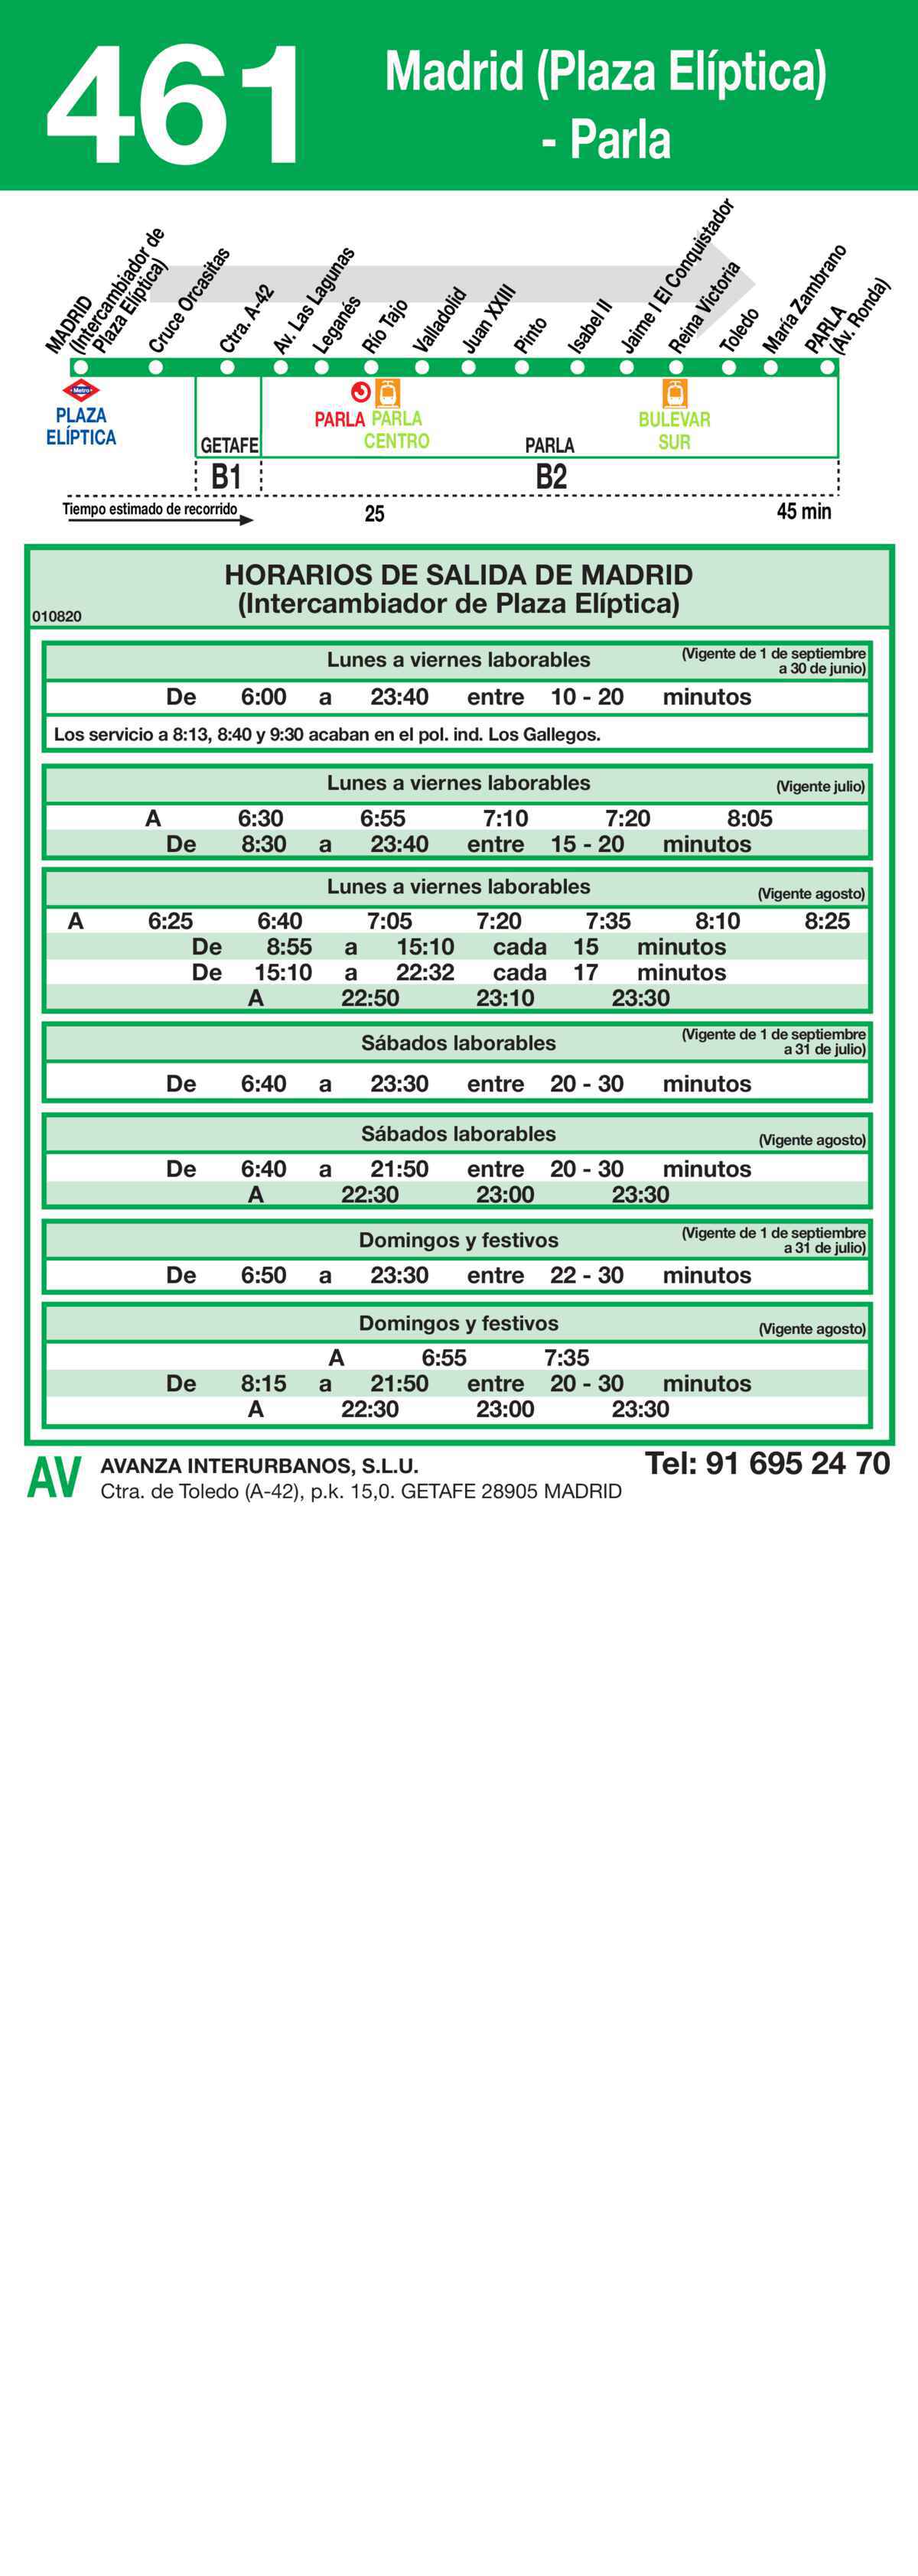 461
Madrid (Plaza Elíptica)
- Parla
MADRID
(Intercambiador de
Plaza Elíptica)
Cruce Orcasitas
Ctra. A-42
Av. Las Lagunas
Leganés
Río Tajo
Valladolid
Juan XXIII
Pinto
Isabel II
Jaime I El Conquistador
Reina Victoria
Toledo
María Zambrano
PARLA
(Av. Ronda)
Metro
PLAZA
ELÍPTICA
PARLA
PARLA
CENTRO
BULEVAR
SUR
GETAFE
PARLA
B1
B2
Tiempo estimado de recorrido
25
45 min
HORARIOS DE SALIDA DE MADRID
(Intercambiador de Plaza Elíptica)
010820
Lunes a viernes laborables (Vigente de 1 de septiembre
a 30 de junio)
De 6:00 a 23:40 entre 10 - 20 minutos
Los servicio a 8:13, 8:40 y 9:30 acaban en el pol. ind. Los Gallegos.
Lunes a viernes laborables (Vigente julio)
A 6:30 6:55 7:10 7:20 8:05
De 8:30 a 23:40 entre 15 - 20 minutos
Lunes a viernes laborables (Vigente agosto)
A 6:25 6:40 7:05 7:20 7:35 8:10 8:25
De 8:55 a 15:10 cada 15 minutos
De 15:10 a 22:32 cada 17 minutos
A 22:50 23:10 23:30
Sábados laborables (Vigente de 1 de septiembre
a 31 de julio)
De 6:40 a 23:30 entre 20 - 30 minutos
Sábados laborables (Vigente agosto)
De 6:40 a 21:50 entre 20 - 30 minutos
A 22:30 23:00 23:30
Domingos y festivos (Vigente de 1 de septiembre
a 31 de julio)
De 6:50 a 23:30 entre 22 - 30 minutos
Domingos y festivos (Vigente agosto)
A 6:55 7:35
De 8:15 a 21:50 entre 20 - 30 minutos
A 22:30 23:00 23:30
AV
AVANZA INTERURBANOS, S.L.U.
Tel: 91 695 24 70
Ctra. de Toledo (A-42), p.k. 15,0. GETAFE 28905 MADRID